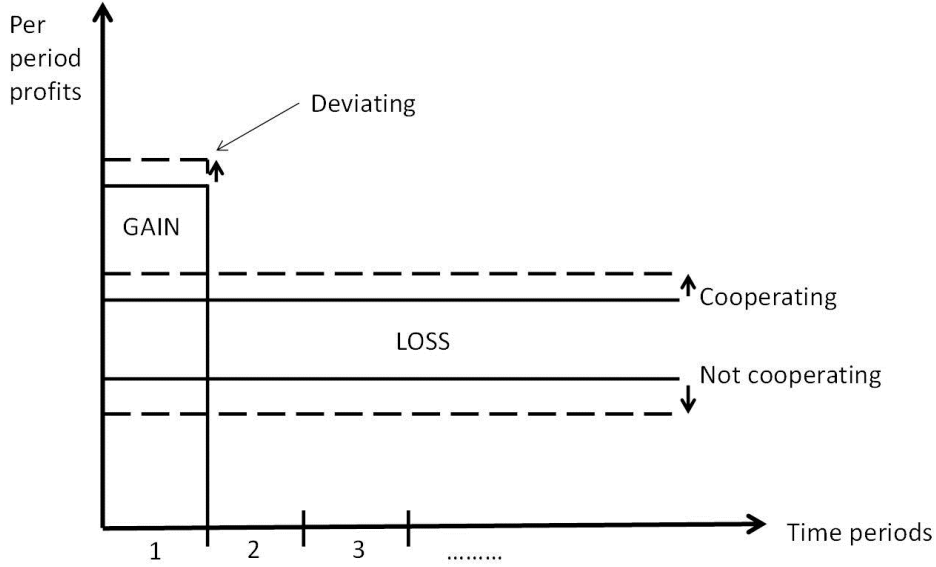 Per
period
profits
Deviating
GAIN
Cooperating
LOSS
Not cooperating
Time periods
1 2 3 .........